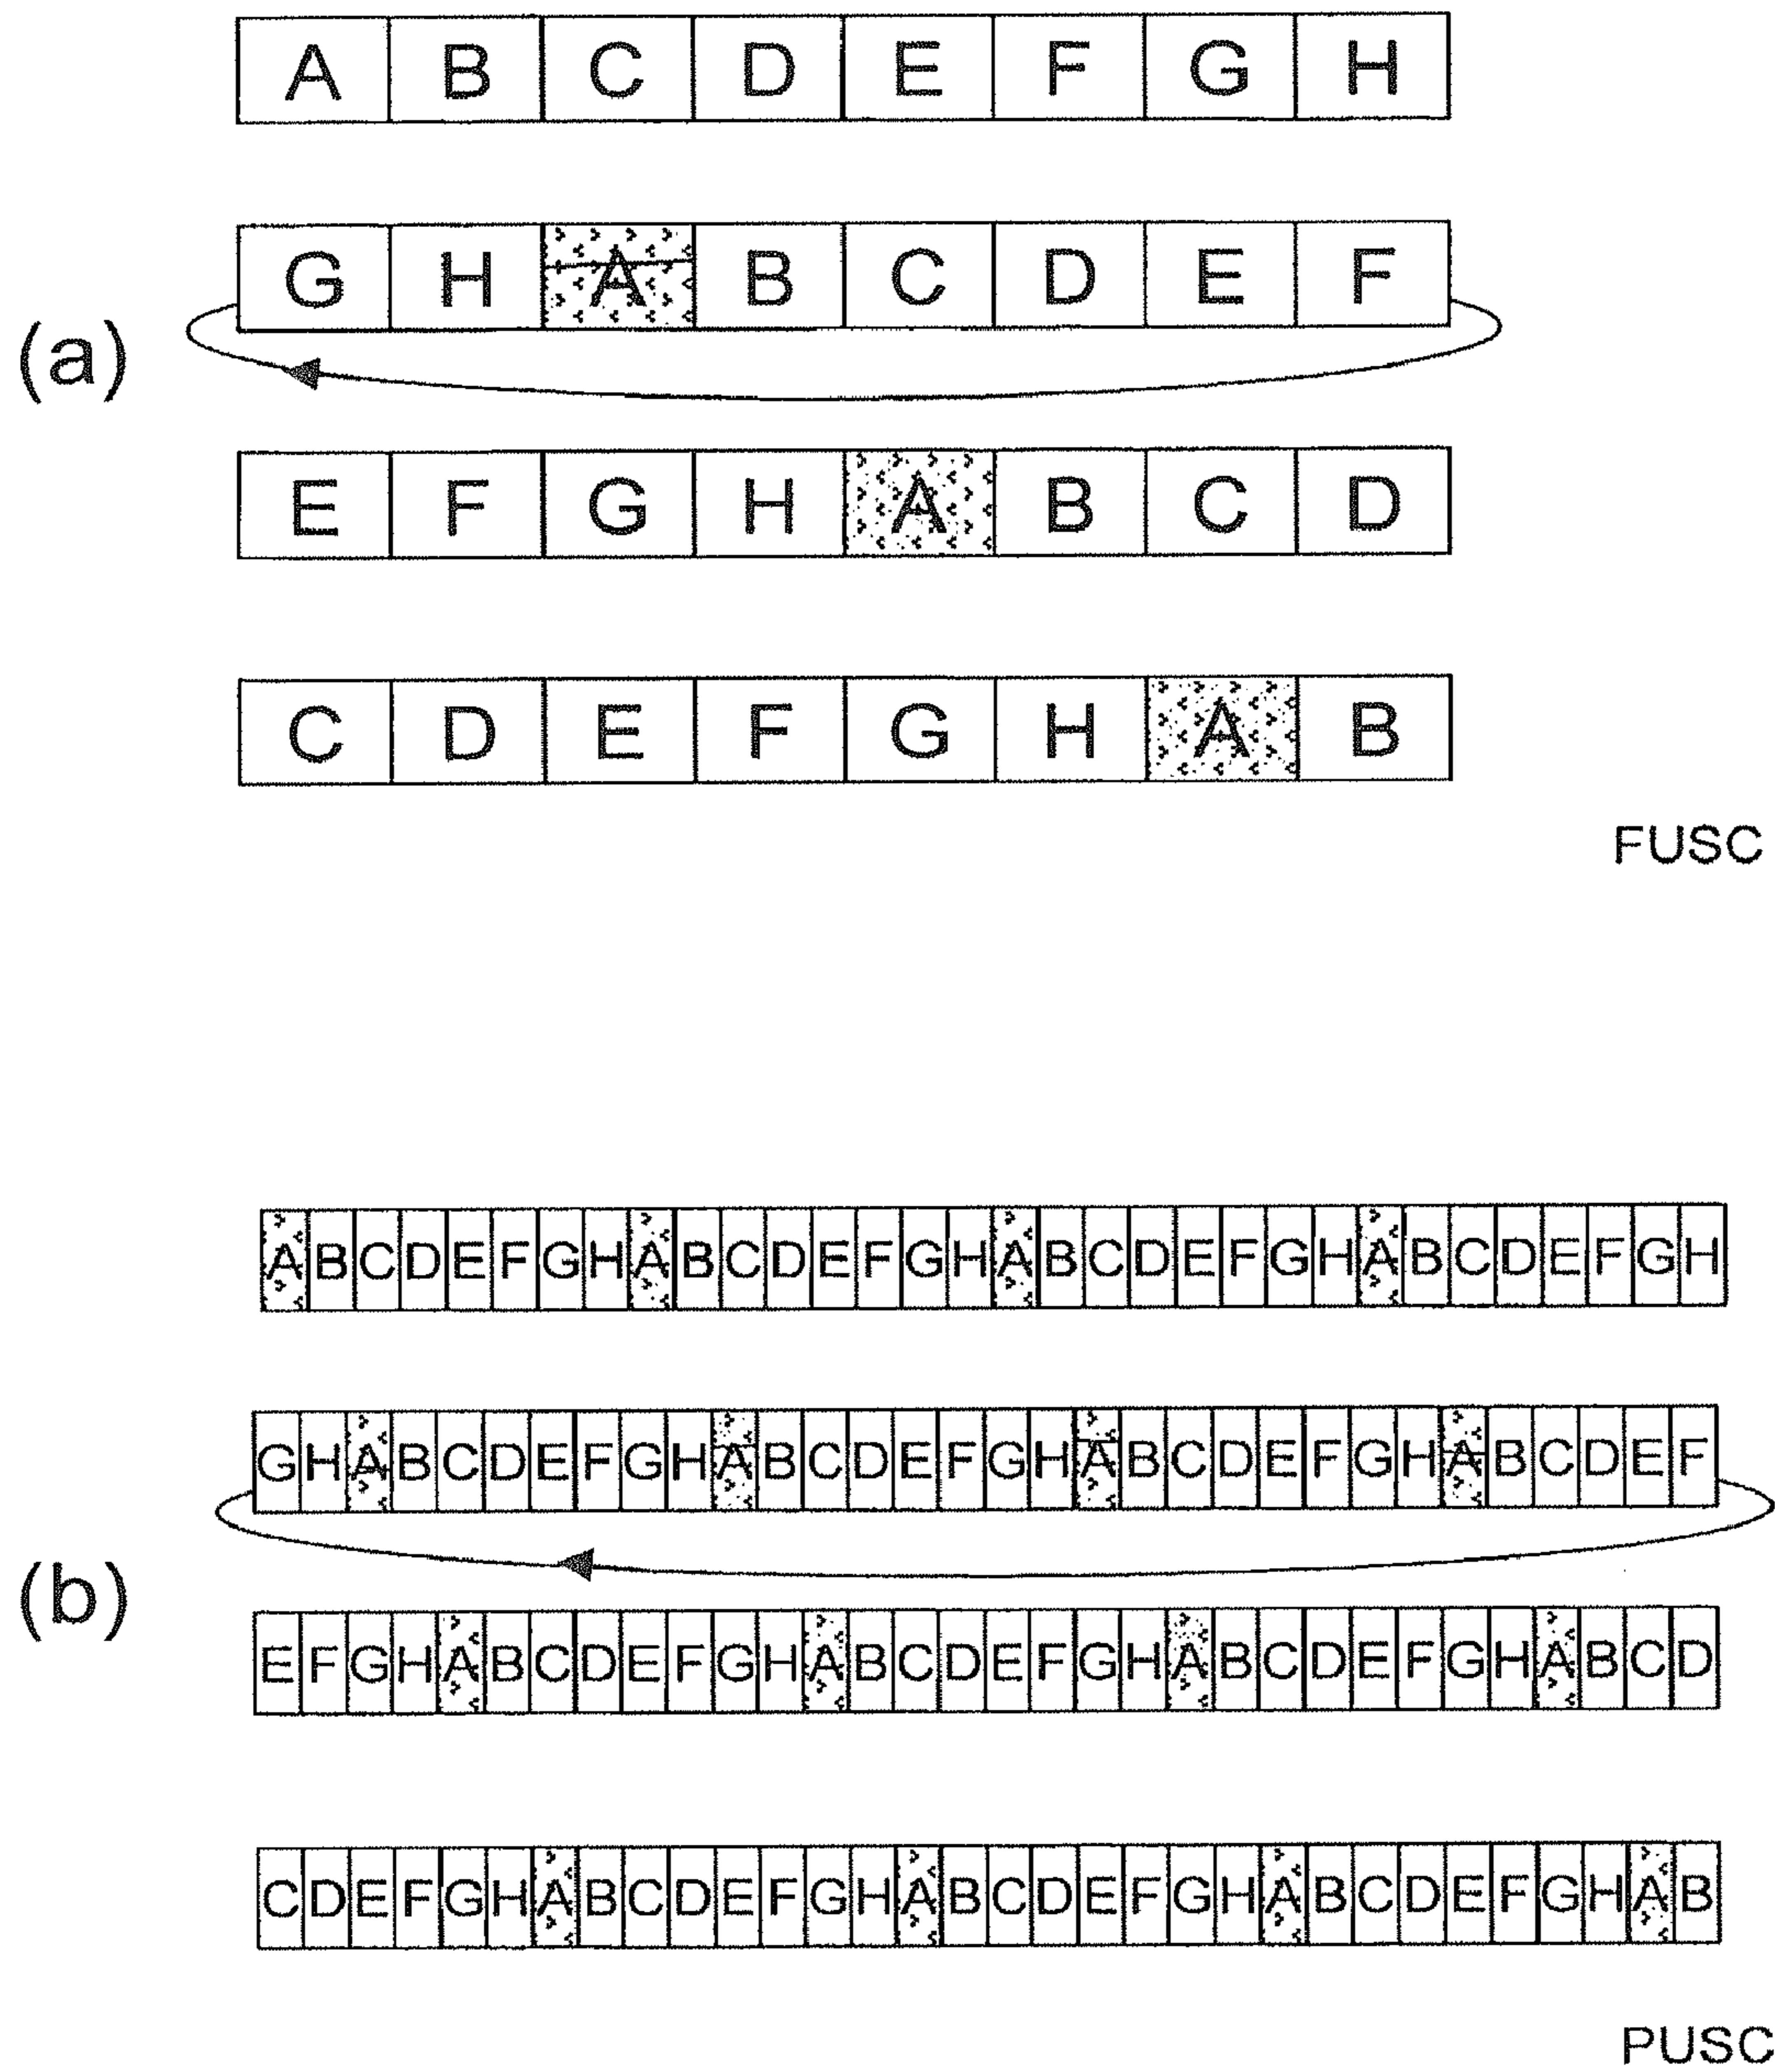 A B C D E F G H
G H A B C D E F
(a)
E F G H A B C D
C D E F G H A B
FUSC
A B C D E F G H A B C D E F G H A B C D E F G H A B C D E F G H
G H A B C D E F G H A B C D E F G H A B C D E F G H A B C D E F
(b)
E F G H A B C D E F G H A B C D E F G H A B C D E F G H A B C D
C D E F G H A B C D E F G H A B C D E F G H A B C D E F G H A B
PUSC